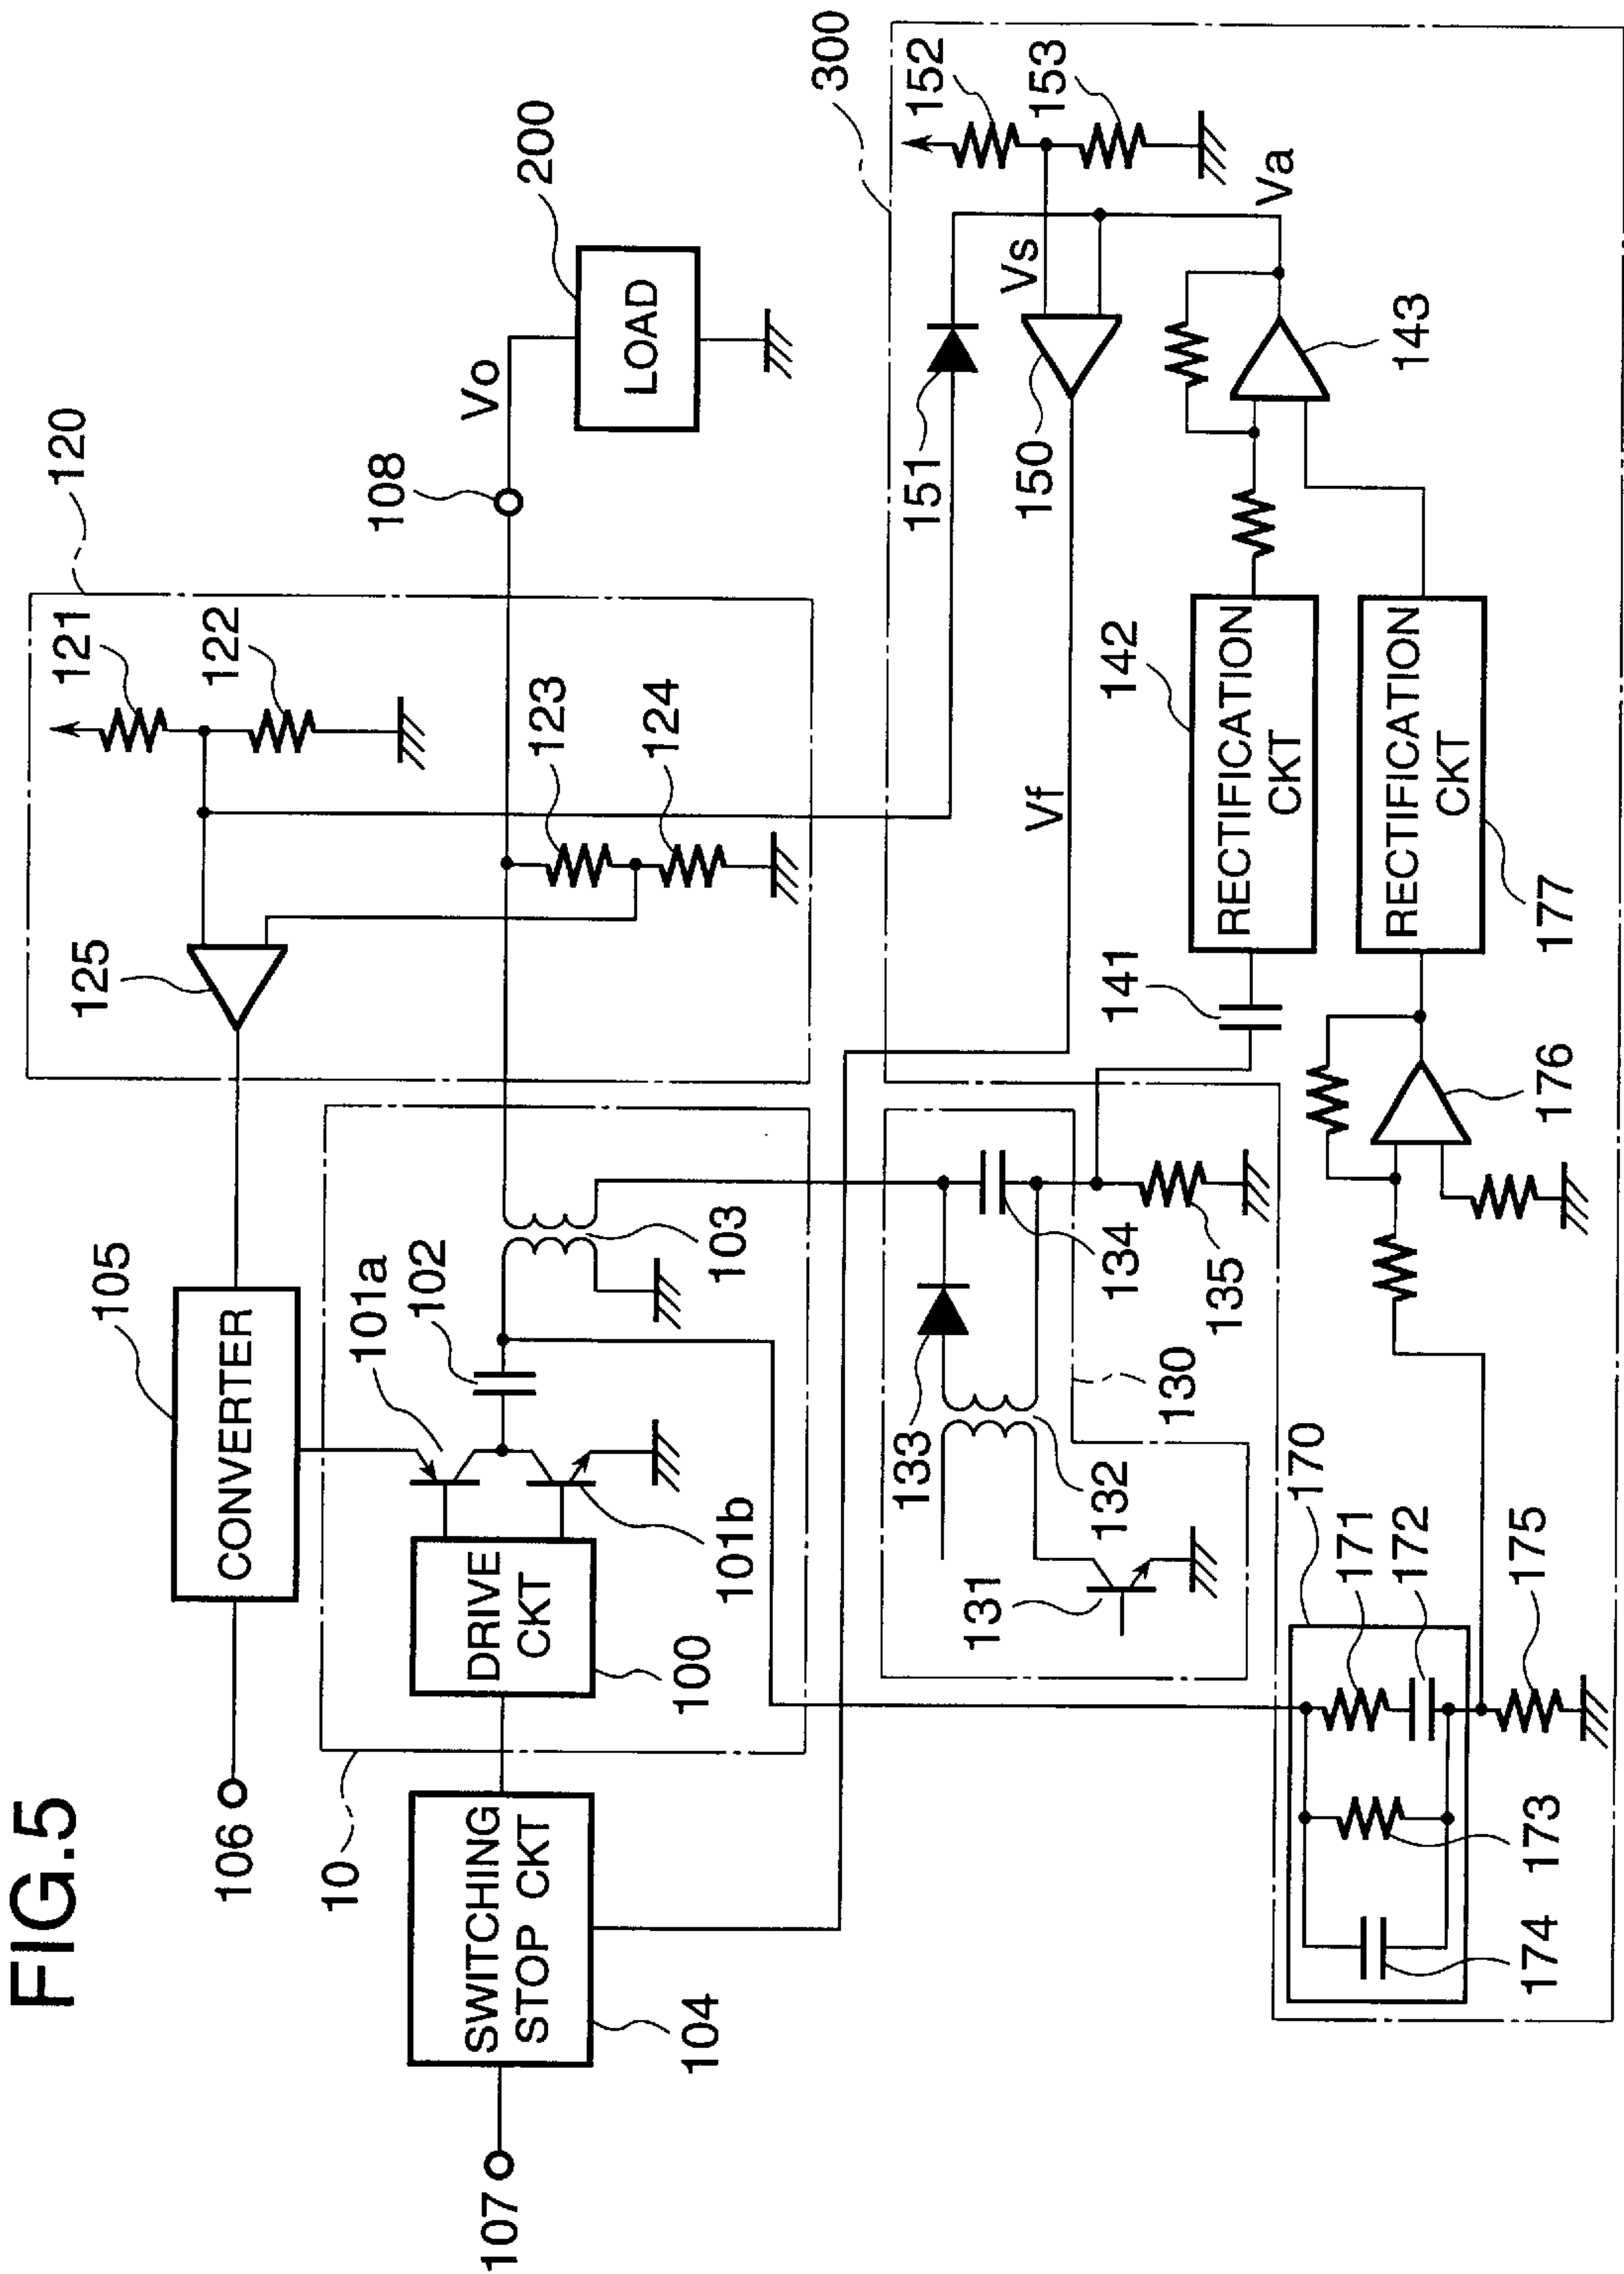 FIG.5
106
105
CONVERTER
125
121
122
120
10
101a
102
103
DRIVE
CKT
100
101b
123
124
108
Vo
200
LOAD
107
SWITCHING
STOP CKT
104
133
131
132
130
134
135
Vf
300
151
152
153
Vs
150
Va
141
142
RECTIFICATION
CKT
143
170
171
172
173
174
175
176
RECTIFICATION
CKT
177